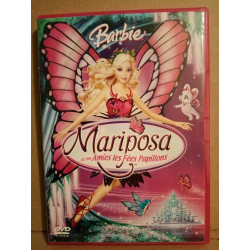 Barbie
Mariposa
et ses Amies les Fées Papillons
DVD